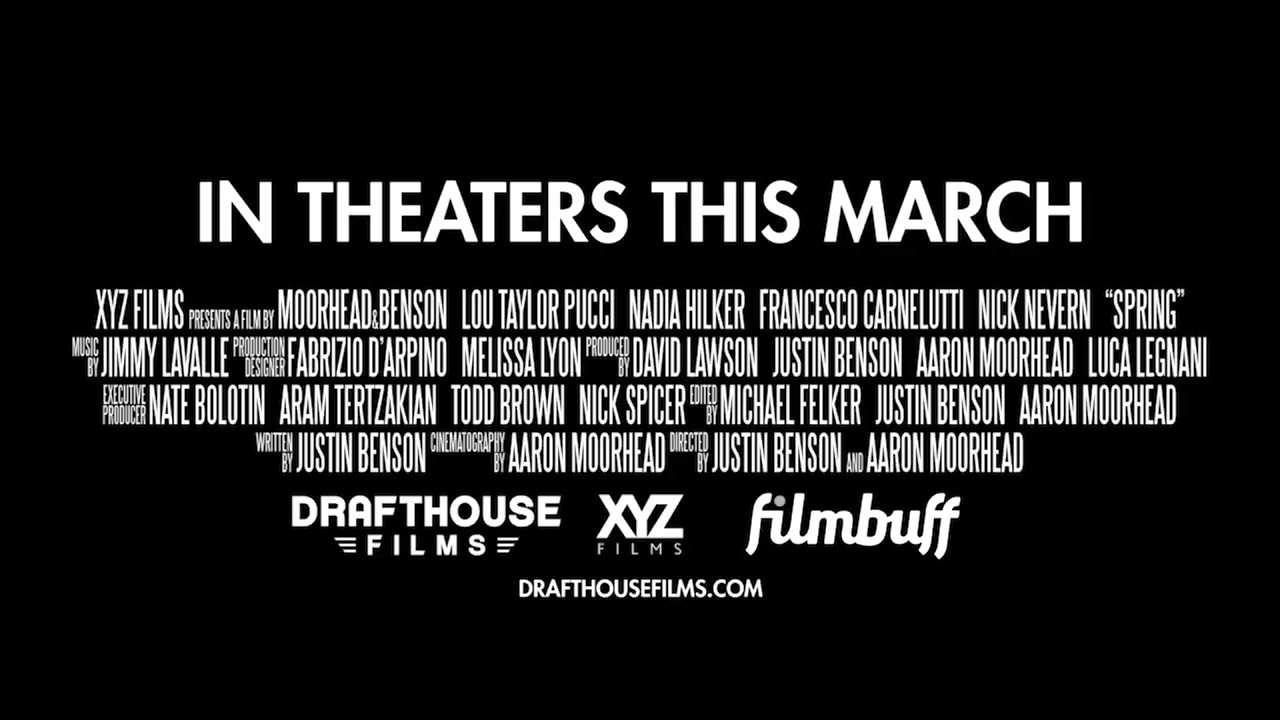 IN THEATERS THIS MARCH
XYZ FILMS PRESENTS A FILM BY MOORHEAD&BENSON LOU TAYLOR PUCCI NADIA HILKER FRANCESCO CARNELUTTI NICK NEVERN “SPRING”
MUSIC BY JIMMY LAVALLE PRODUCTION DESIGNER FABRIZIO D’ARPINO MELISSA LYON PRODUCED BY DAVID LAWSON JUSTIN BENSON AARON MOORHEAD LUCA LEGNANI
EXECUTIVE PRODUCER NATE BOLOTIN ARAM TERTZAKIAN TODD BROWN NICK SPICER EDITED BY MICHAEL FELKER JUSTIN BENSON AARON MOORHEAD
WRITTEN BY JUSTIN BENSON CINEMATOGRAPHY BY AARON MOORHEAD DIRECTED BY JUSTIN BENSON AND AARON MOORHEAD
DRAFTHOUSE FILMS XYZ FILMS filmbuff
DRAFTHOUSEFILMS.COM